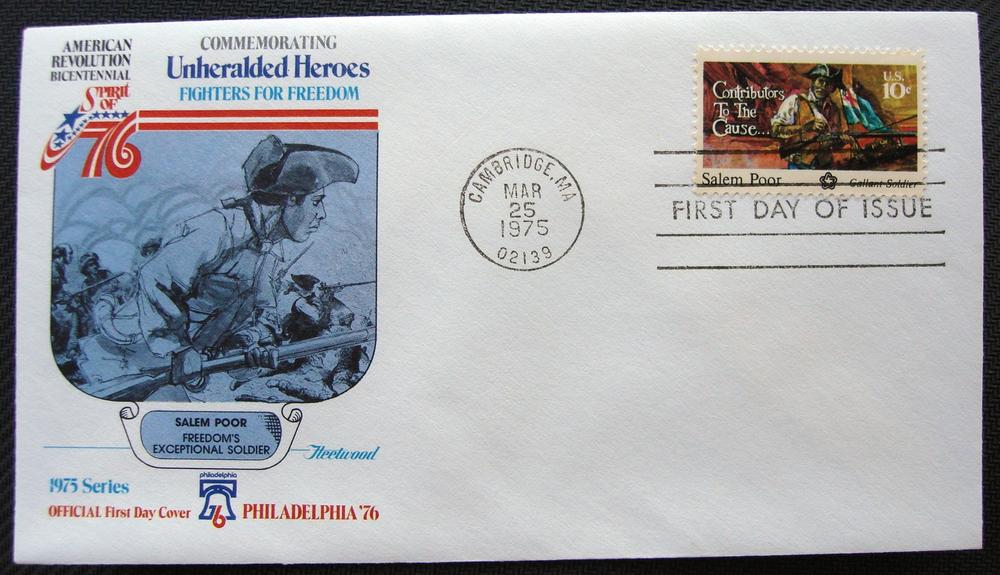 AMERICAN
REVOLUTION
BICENTENNIAL
SPIRIT
OF
76
COMMEMORATING
Unheralded Heroes
FIGHTERS FOR FREEDOM
SALEM POOR
FREEDOM'S
EXCEPTIONAL SOLDIER
Fleetwood
1975 Series
OFFICIAL First Day Cover
philadelphia
76
PHILADELPHIA '76
CAMBRIDGE, MA
MAR
25
1975
02139
U.S.
10c
Contributors
To The
Cause...
Salem Poor
Gallant Soldier
FIRST DAY OF ISSUE